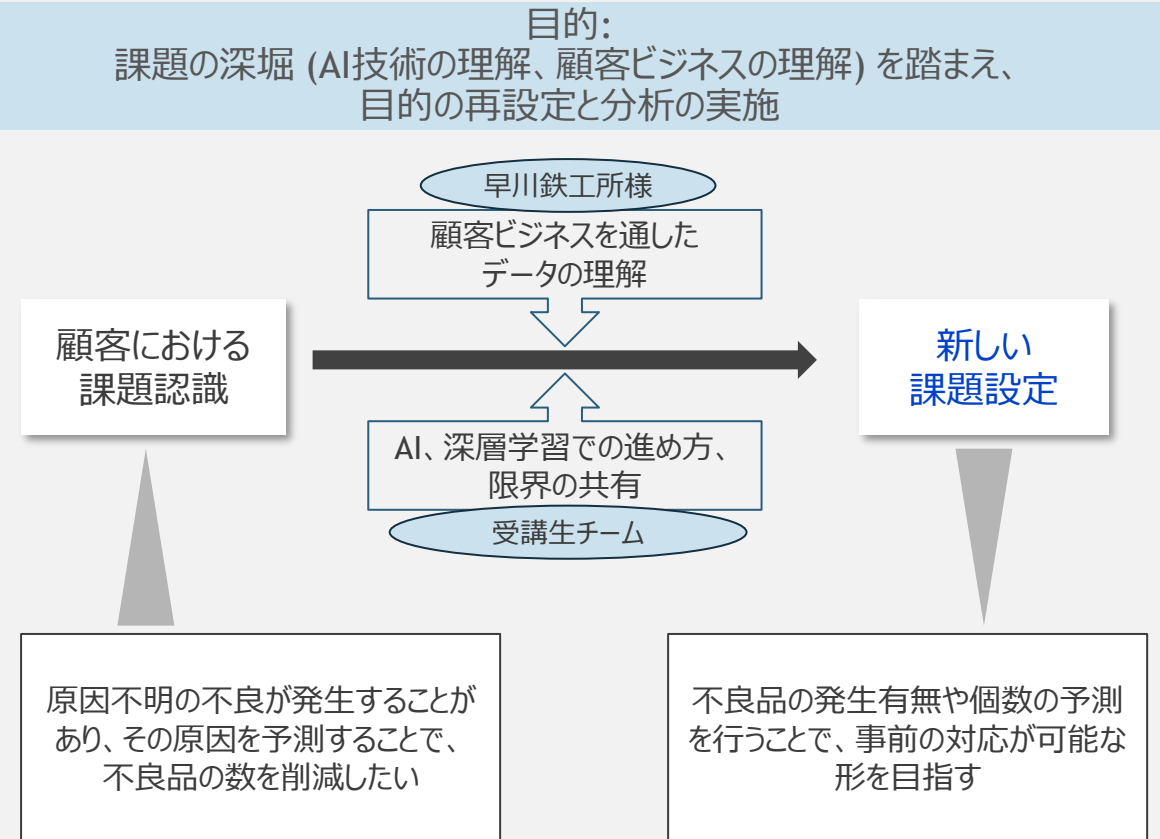 目的:
課題の深堀 (AI技術の理解、顧客ビジネスの理解) を踏まえ、
目的の再設定と分析の実施
早川鉄工所様
顧客ビジネスを通した
データの理解
顧客における
課題認識
新しい
課題設定
AI、深層学習での進め方、
限界の共有
受講生チーム
原因不明の不良が発生することが
あり、その原因を予測することで、
不良品の数を削減したい
不良品の発生有無や個数の予測
を行うことで、事前の対応が可能な
形を目指す